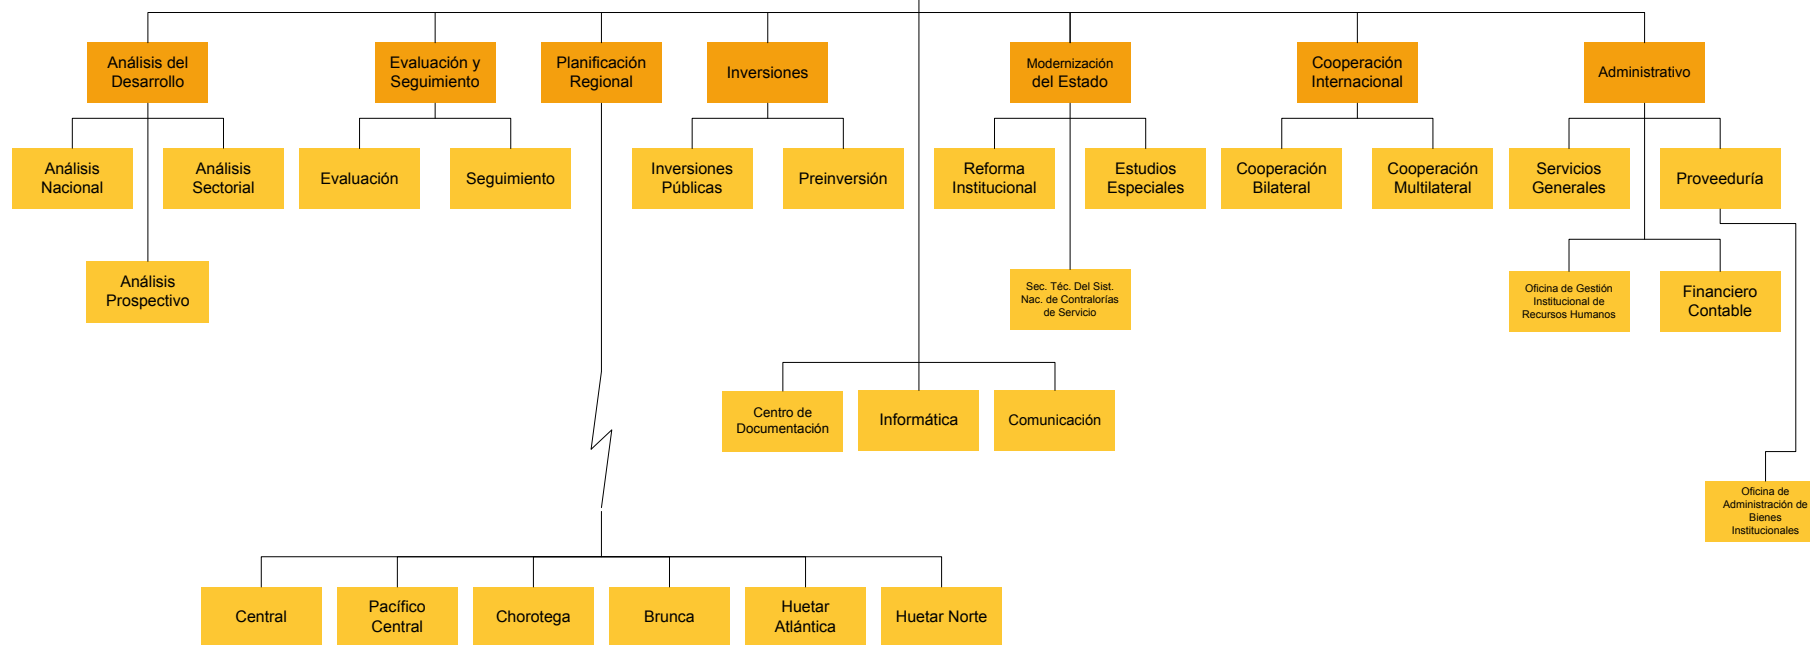 Análisis del
Desarrollo
Evaluación y
Seguimiento
Planificación
Regional
Inversiones
Modernización
del Estado
Cooperación
Internacional
Administrativo
Análisis
Nacional
Análisis
Sectorial
Evaluación
Seguimiento
Inversiones
Públicas
Preinversión
Reforma
Institucional
Estudios
Especiales
Cooperación
Bilateral
Cooperación
Multilateral
Servicios
Generales
Proveeduría
Análisis
Prospectivo
Sec. Téc. Del Sist.
Nac. de Contralorías
de Servicio
Oficina de Gestión
Institucional de
Recursos Humanos
Financiero
Contable
Centro de
Documentación
Informática
Comunicación
Oficina de
Administración de
Bienes
Institucionales
Central
Pacífico
Central
Chorotega
Brunca
Huetar
Atlántica
Huetar Norte